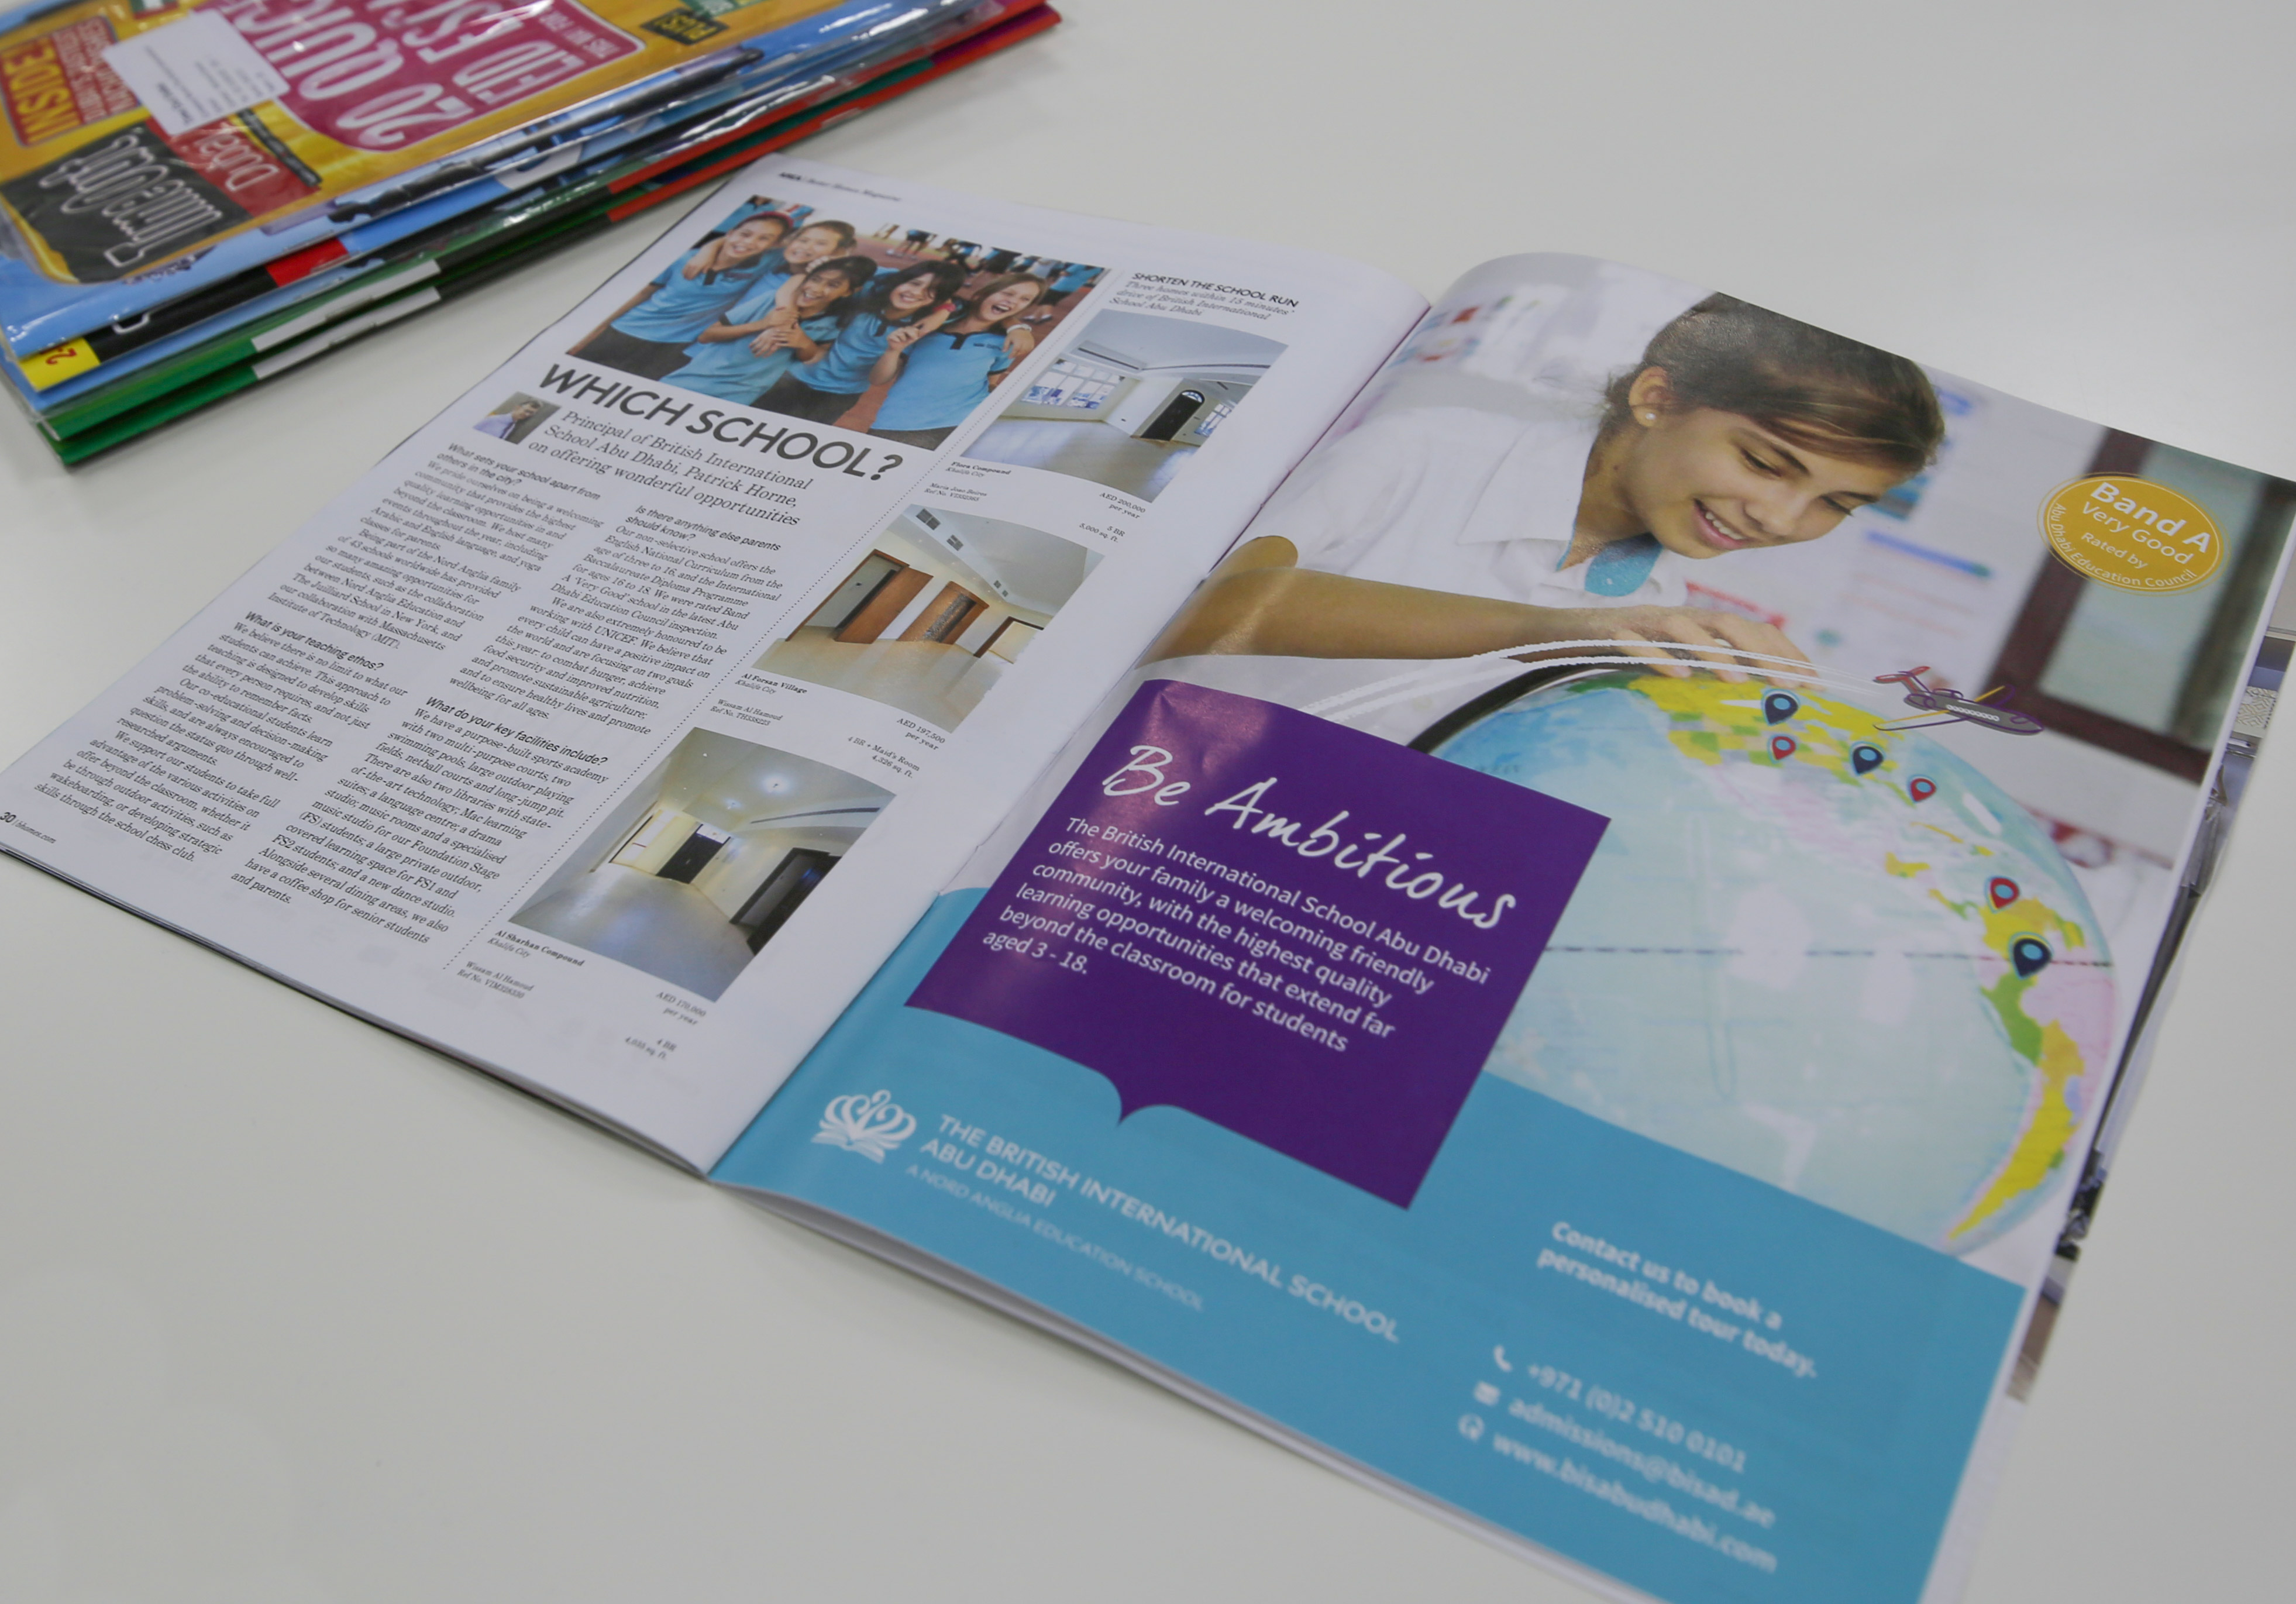 INSIDE
TimeOut
Dubai
20 QUICK
EID ESC
THIS WAY FOR
PLUS!
AREA / Better Homes Magazine
WHICH SCHOOL?
Principal of British International
School Abu Dhabi, Patrick Horne,
on offering wonderful opportunities
What sets your school apart from
others in the city?
We pride ourselves on being a welcoming
community that provides the highest
quality learning opportunities in and
beyond the classroom. We host many
events throughout the year, including
Arabic and English language, and yoga
classes for parents.
Being part of the Nord Anglia family
of 43 schools worldwide has provided
so many amazing opportunities for
our students, such as the collaboration
between Nord Anglia Education and
The Juilliard School in New York, and
our collaboration with Massachusetts
Institute of Technology (MIT).
What is your teaching ethos?
We believe there is no limit to what our
students can achieve. This approach to
teaching is designed to develop skills
that every person requires, and not just
the ability to remember facts.
Our co-educational students learn
problem-solving and decision-making
skills, and are always encouraged to
question the status quo through well-
researched arguments.
We support our students to take full
advantage of the various activities on
offer beyond the classroom, whether it
be through outdoor activities, such as
wakeboarding, or developing strategic
skills through the school chess club.
Is there anything else parents
should know?
Our non-selective school offers the
English National Curriculum from the
age of three to 16, and the International
Baccalaureate Diploma Programme
for ages 16 to 18. We were rated Band
A 'Very Good' school in the latest Abu
Dhabi Education Council inspection.
We are also extremely honoured to be
working with UNICEF. We believe that
every child can have a positive impact on
the world and are focusing on two goals
this year: to combat hunger, achieve
food security and improved nutrition,
and promote sustainable agriculture;
and to ensure healthy lives and promote
wellbeing for all ages.
What do your key facilities include?
We have a purpose-built sports academy
with two multi-purpose courts, two
swimming pools, large outdoor playing
fields, netball courts and long-jump pit.
There are also two libraries with state-
of-the-art technology; Mac learning
suites; a language centre; a drama
studio; music rooms and a specialised
music studio for our Foundation Stage
(FS) students; a large private outdoor,
covered learning space for FS1 and
FS2 students; and a new dance studio.
Alongside several dining areas, we also
have a coffee shop for senior students
and parents.
30 / bhomes.com
SHORTEN THE SCHOOL RUN
Three homes within 15 minutes'
drive of British International
School Abu Dhabi
Flora Compound
Khalifa City
AED 200,000
per year
5 BR
5,000 sq. ft.
Al Forsan Village
Khalifa City
AED 197,500
per year
Wissam Al Hamoud
4 BR + Maid's Room
4,326 sq. ft.
Al Sharhan Compound
Khalifa City
AED 170,000
per year
Wissam Al Hamoud
4 BR
Band A
Very Good
Rated by
Abu Dhabi Education Council
Be Ambitious
The British International School Abu Dhabi
offers your family a welcoming friendly
community, with the highest quality
learning opportunities that extend far
beyond the classroom for students
aged 3 - 18.
THE BRITISH INTERNATIONAL SCHOOL
ABU DHABI
A NORD ANGLIA EDUCATION SCHOOL
Contact us to book a
personalised tour today.
+971 (0)2 510 0101
admissions@bisad.ae
www.bisabudhabi.com